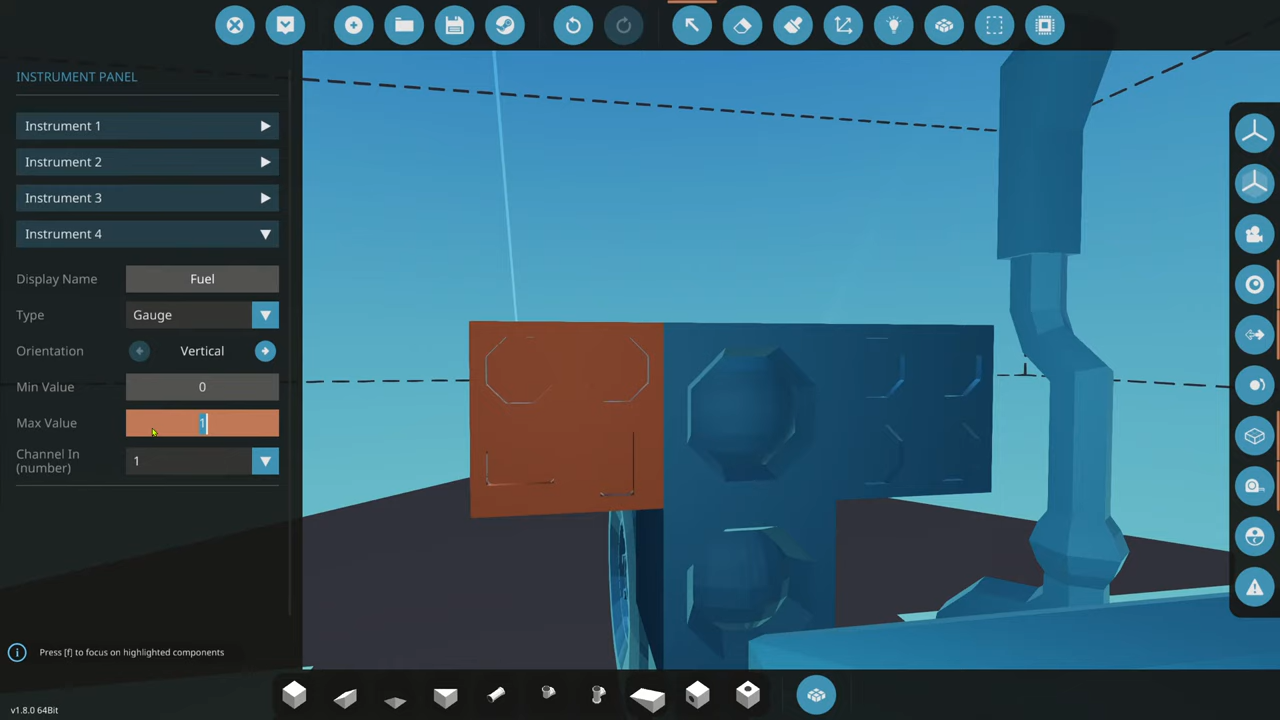 INSTRUMENT PANEL
Instrument 1
Instrument 2
Instrument 3
Instrument 4
Display Name Fuel
Type Gauge
Orientation Vertical
Min Value 0
Max Value 1
Channel In
(number) 1
Press [f] to focus on highlighted components
v1.8.0 64Bit